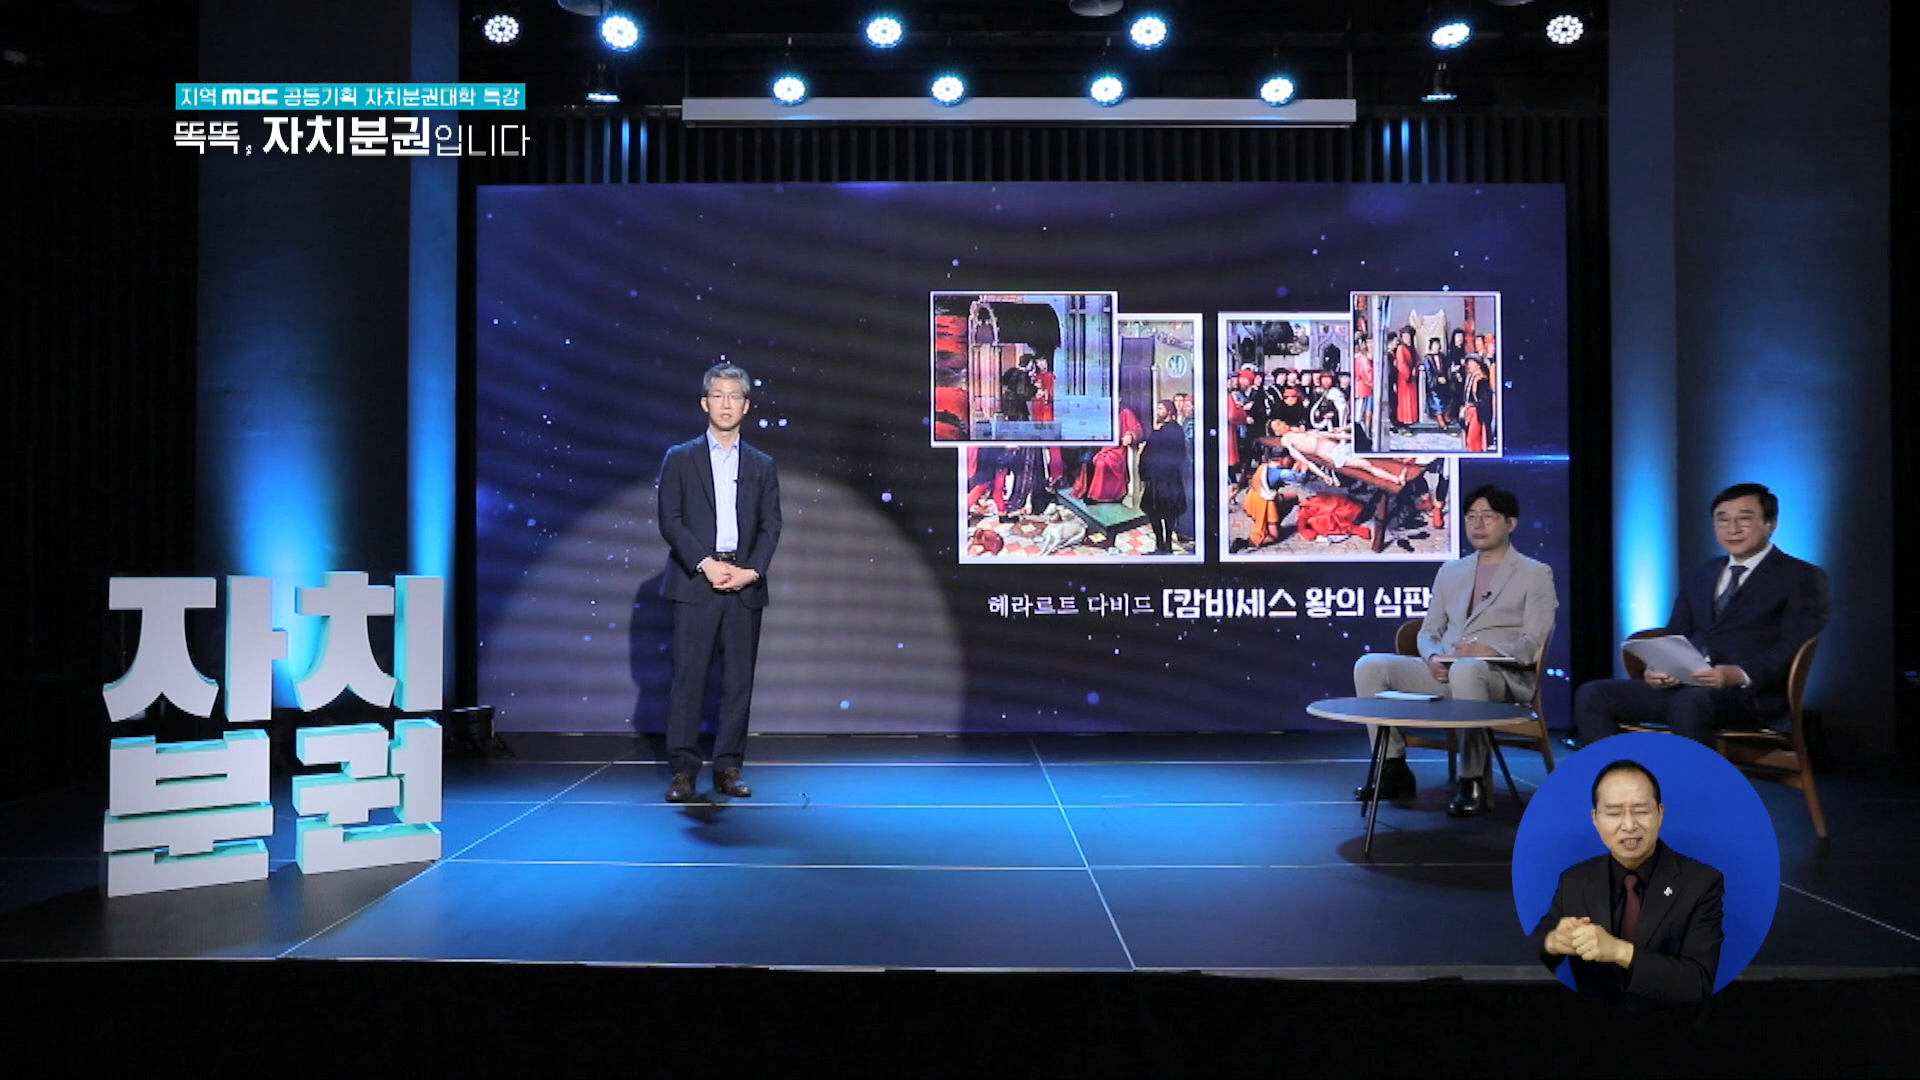 지역 MBC 공동기획 자치분권대학 특강
똑똑, 자치분권입니다
헤라르트 다비드 [캄비세스 왕의 심판
자치
분권